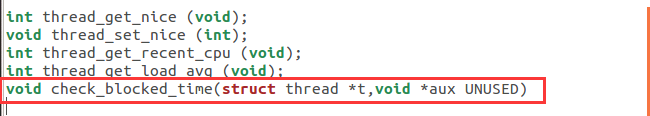 int thread_get_nice (void);
void thread_set_nice (int);
int thread_get_recent_cpu (void);
int thread_get_load_avg (void);
void check_blocked_time(struct thread *t,void *aux UNUSED)